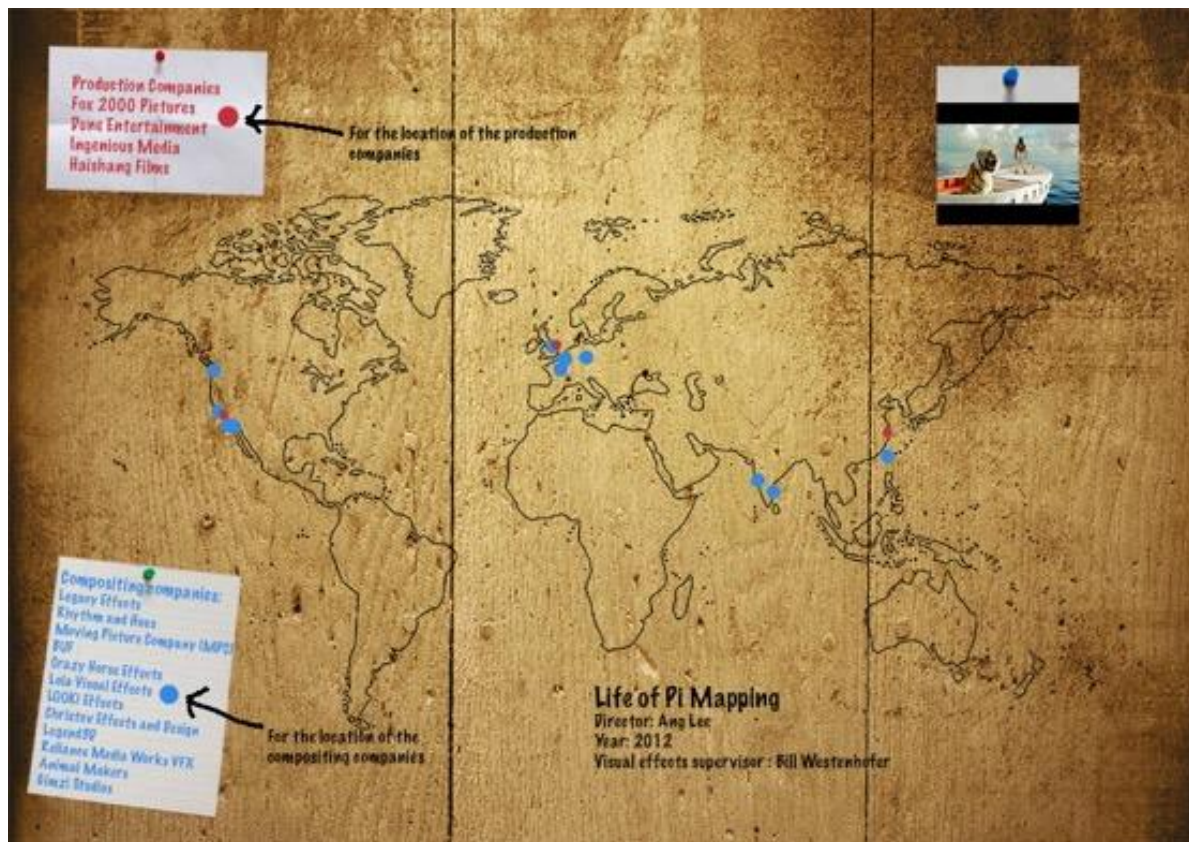 Production Companies
Fox 2000 Pictures
Dune Entertainment
Ingenious Media
Haishang Films
For the location of the production
companies
Compositing companies:
Legacy Effects
Rhythm and Hues
Moving Picture Company (MPC)
BUF
Crazy Horse Effects
Lola Visual Effects
LOOK! Effects
Christov Effects and Design
Legend3D
Reliance Media Works VFX
Animal Makers
Gimzi Studios
For the location of the
compositing companies
Life of Pi Mapping
Director: Ang Lee
Year: 2012
Visual effects supervisor : Bill Westenhofer